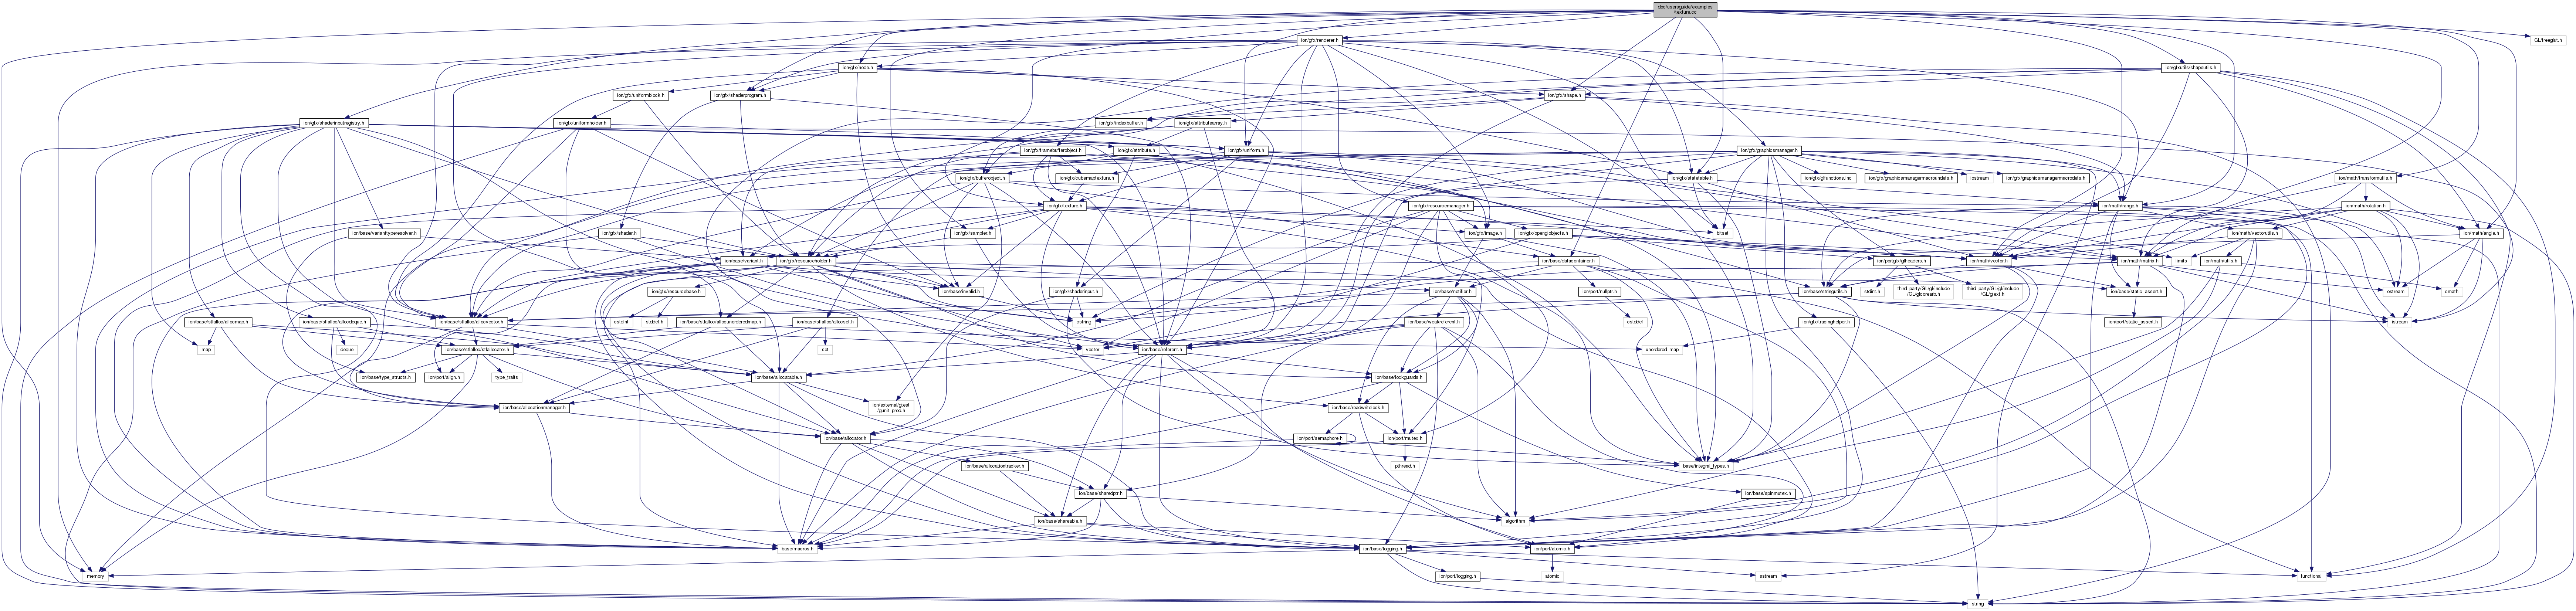 doc/usersguide/examples
/texture.cc
ion/gfx/renderer.h
GL/freeglut.h
ion/gfx/node.h
ion/gfxutils/shapeutils.h
ion/gfx/uniformblock.h
ion/gfx/shaderprogram.h
ion/gfx/shape.h
ion/gfx/shaderinputregistry.h
ion/gfx/uniformholder.h
ion/gfx/indexbuffer.h
ion/gfx/attributearray.h
ion/gfx/framebufferobject.h
ion/gfx/attribute.h
ion/gfx/uniform.h
ion/gfx/graphicsmanager.h
ion/gfx/bufferobject.h
ion/gfx/cubemaptexture.h
ion/gfx/statetable.h
ion/gfx/glfunctions.inc
ion/gfx/graphicsmanagermacroundefs.h
iostream
ion/gfx/graphicsmanagermacrodefs.h
ion/math/transformutils.h
ion/gfx/texture.h
ion/gfx/resourcemanager.h
ion/math/range.h
ion/math/rotation.h
ion/base/varianttyperesolver.h
ion/gfx/shader.h
ion/gfx/sampler.h
ion/gfx/image.h
ion/gfx/openglobjects.h
bitset
ion/math/vectorutils.h
ion/math/angle.h
ion/base/variant.h
ion/gfx/resourceholder.h
ion/base/datacontainer.h
ion/portgfx/glheaders.h
ion/math/vector.h
limits
ion/math/matrix.h
ion/math/utils.h
ion/gfx/resourcebase.h
ion/base/invalid.h
ion/gfx/shaderinput.h
ion/base/notifier.h
ion/port/nullptr.h
stdint.h
third_party/GL/gl/include
/GL/glcorearb.h
third_party/GL/gl/include
/GL/glext.h
ion/base/stringutils.h
ion/base/static_assert.h
ostream
cmath
ion/base/stlalloc/allocmap.h
ion/base/stlalloc/allocdeque.h
ion/base/stlalloc/allocvector.h
cstdint
stddef.h
ion/base/stlalloc/allocunorderedmap.h
ion/base/stlalloc/allocset.h
cstring
ion/base/weakreferent.h
cstddef
ion/gfx/tracinghelper.h
ion/port/static_assert.h
istream
map
deque
ion/base/stlalloc/stlallocator.h
set
vector
ion/base/referent.h
unordered_map
ion/base/type_structs.h
ion/port/align.h
type_traits
ion/base/allocatable.h
ion/base/lockguards.h
ion/base/allocationmanager.h
ion/external/gtest
/gunit_prod.h
ion/base/readwritelock.h
ion/base/allocator.h
ion/port/semaphore.h
ion/port/mutex.h
ion/base/allocationtracker.h
pthread.h
base/integral_types.h
ion/base/sharedptr.h
ion/base/spinmutex.h
ion/base/shareable.h
algorithm
memory
base/macros.h
ion/base/logging.h
ion/port/atomic.h
ion/port/logging.h
sstream
atomic
functional
string